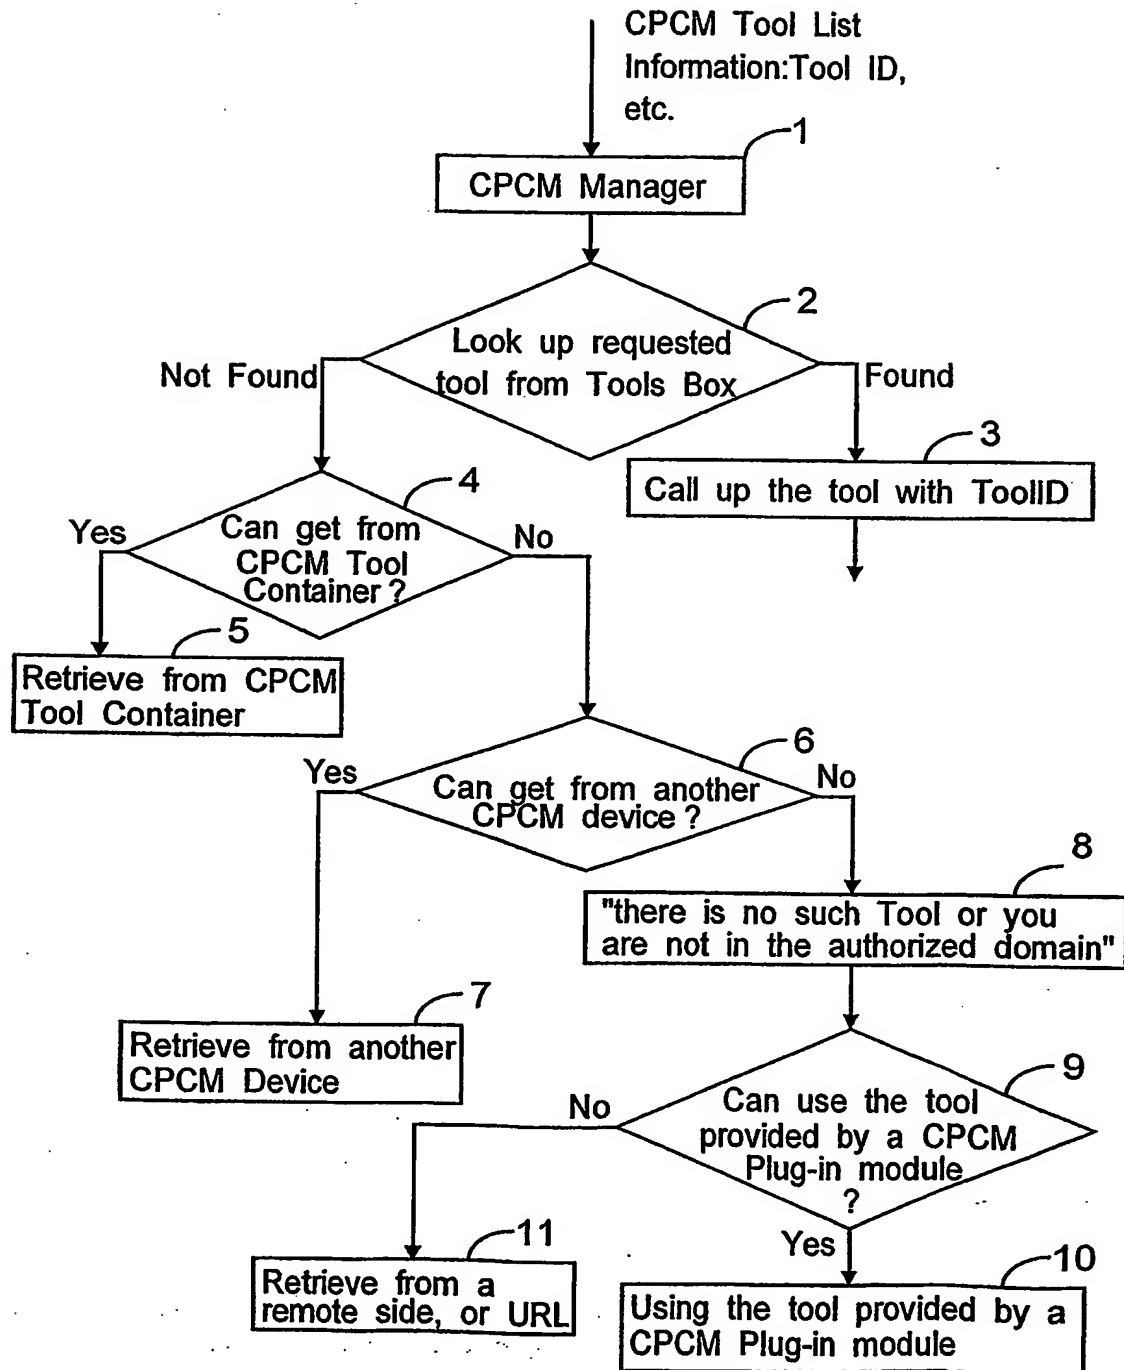 CPCM Tool List
Information:Tool ID,
etc.
1
CPCM Manager
2
Look up requested
tool from Tools Box
Not Found
Found
3
Call up the tool with ToolID
4
Yes
Can get from
CPCM Tool
Container ?
No
5
Retrieve from CPCM
Tool Container
6
Yes
Can get from another
CPCM device ?
No
8
"there is no such Tool or you
are not in the authorized domain"
7
Retrieve from another
CPCM Device
9
No
Can use the tool
provided by a CPCM
Plug-in module
?
Yes
11
Retrieve from a
remote side, or URL
10
Using the tool provided by a
CPCM Plug-in module